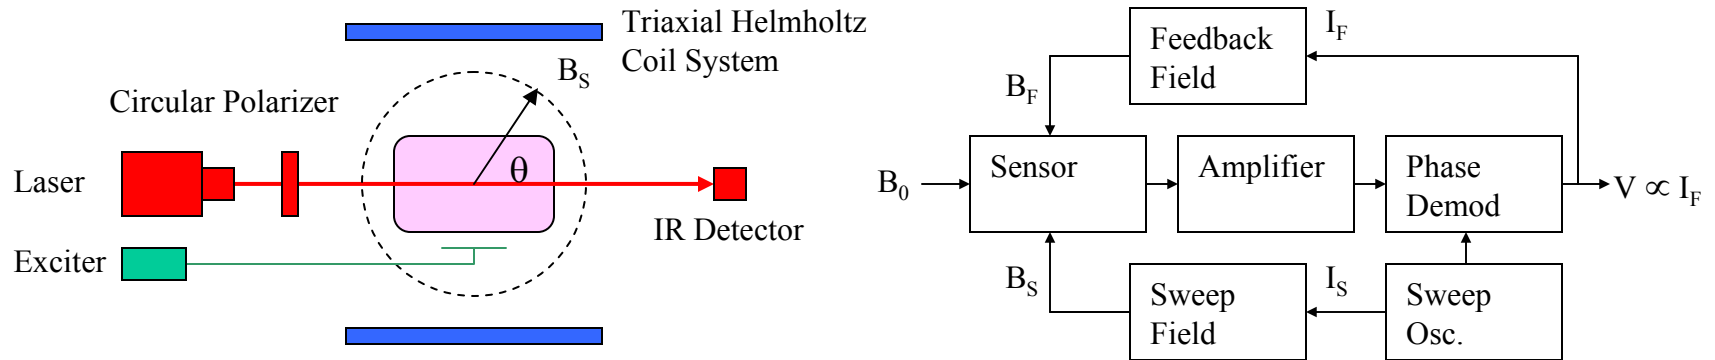 Triaxial Helmholtz
Coil System
B_S
Circular Polarizer
θ
Laser
IR Detector
Exciter
Feedback
Field
I_F
B_F
Sensor
Amplifier
Phase
Demod
B_0
V ∝ I_F
B_S
I_S
Sweep
Field
Sweep
Osc.